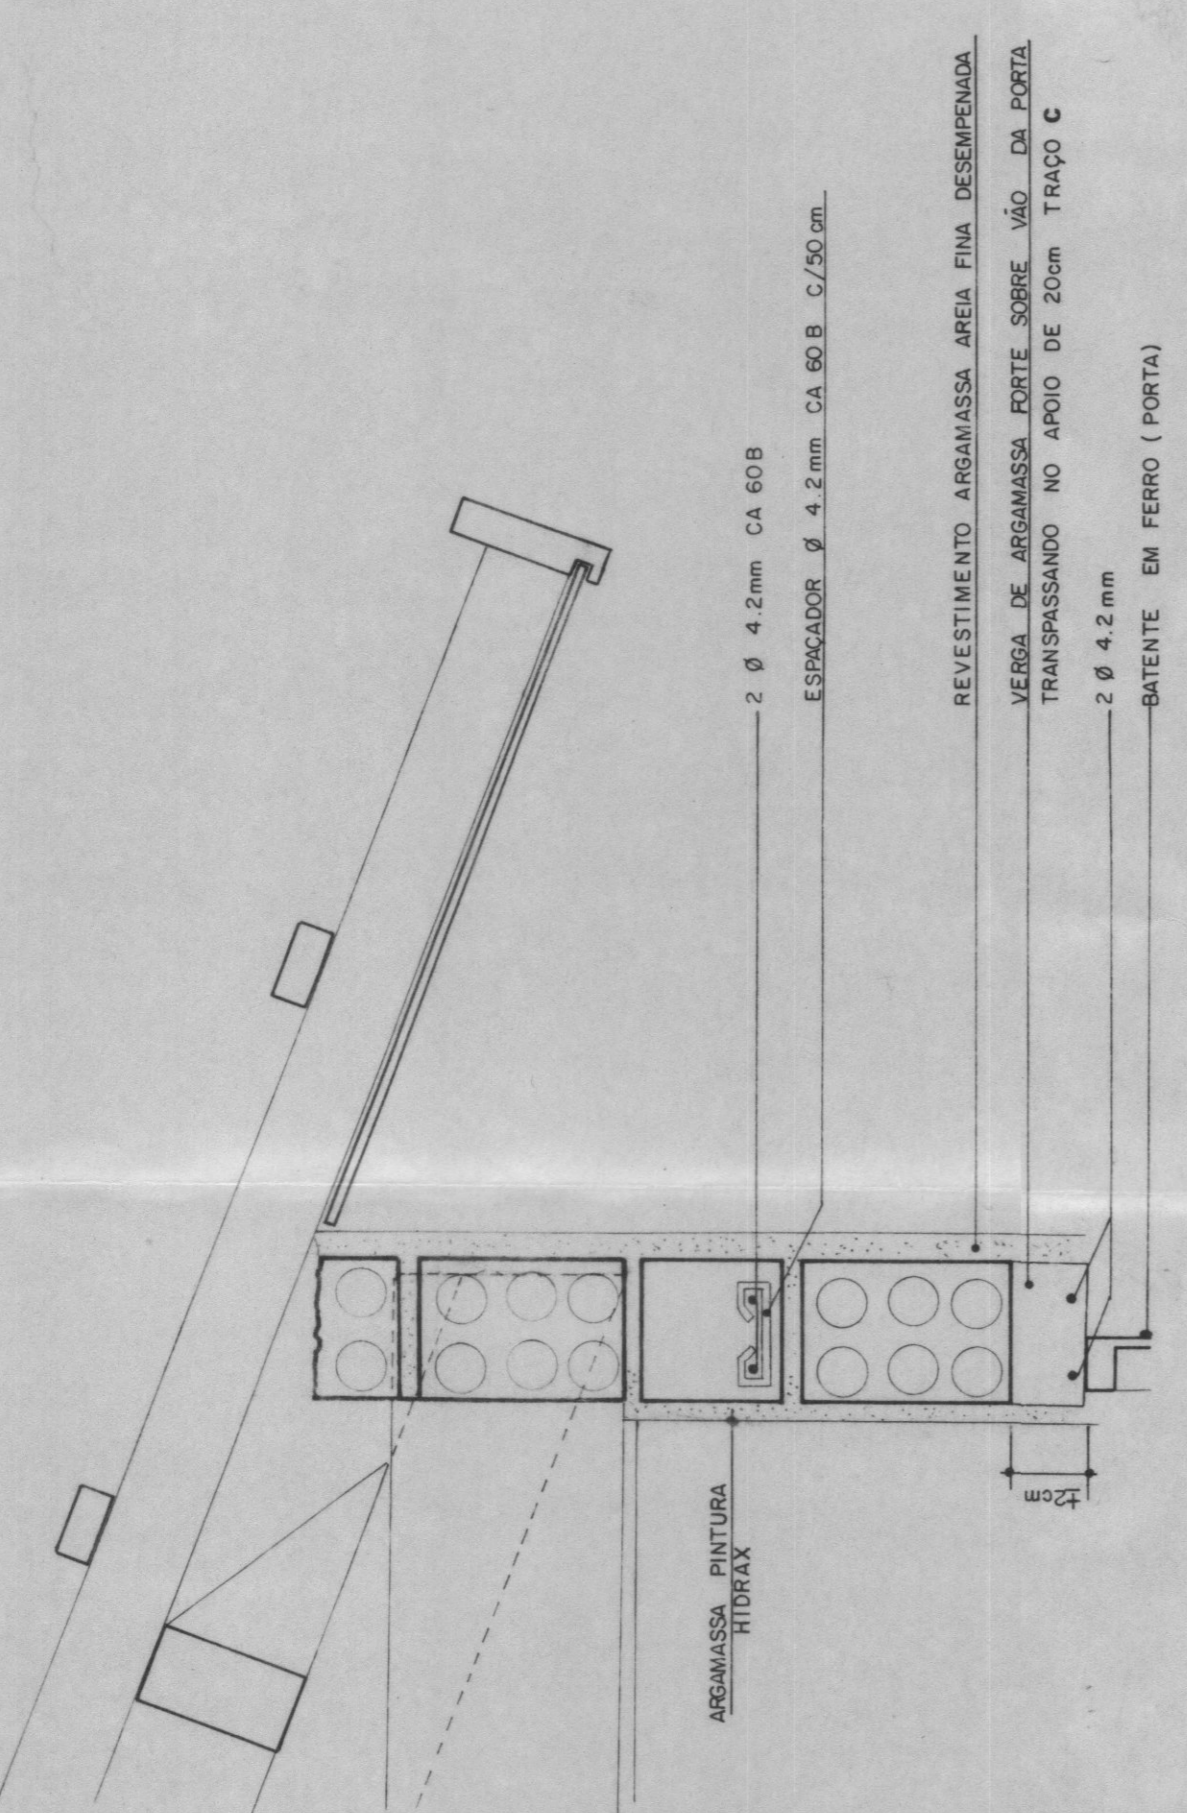 2 Ø 4.2mm CA 60B
ESPAÇADOR Ø 4.2mm CA 60B C/50cm
REVESTIMENTO ARGAMASSA AREIA FINA DESEMPENADA
VERGA DE ARGAMASSA FORTE SOBRE VÃO DA PORTA
TRANSPASSANDO NO APOIO DE 20cm TRAÇO C
2 Ø 4.2mm
BATENTE EM FERRO (PORTA)
ARGAMASSA PINTURA
HIDRAX
±2cm